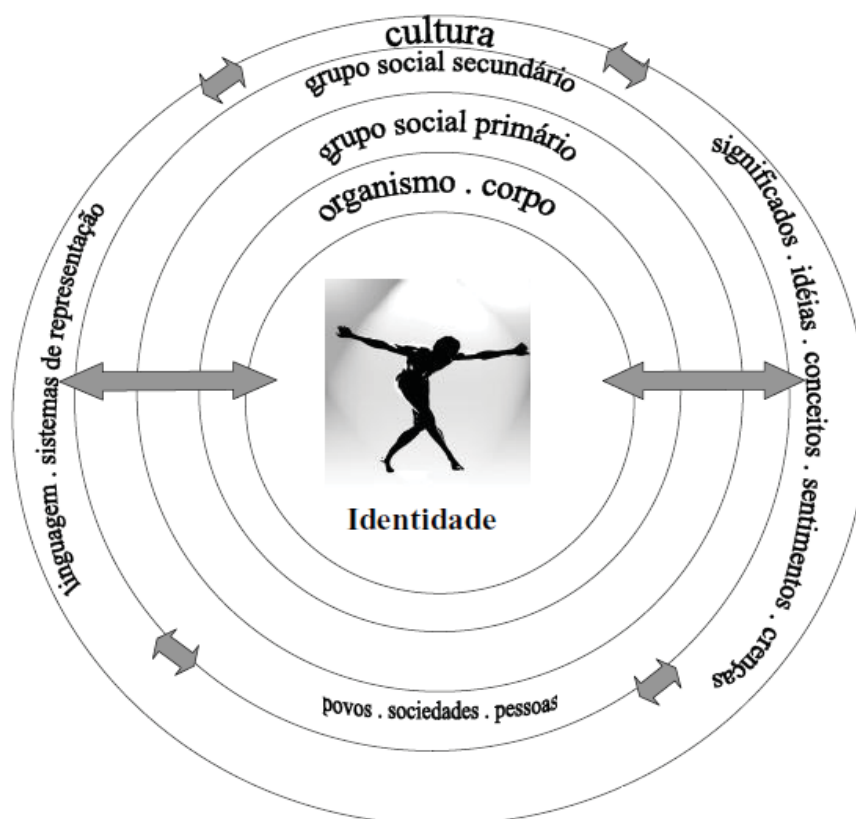 cultura
grupo social secundário
grupo social primário
organismo . corpo
linguagem . sistemas de representação
significados . idéias . conceitos . sentimentos . crenças
Identidade
povos . sociedades . pessoas